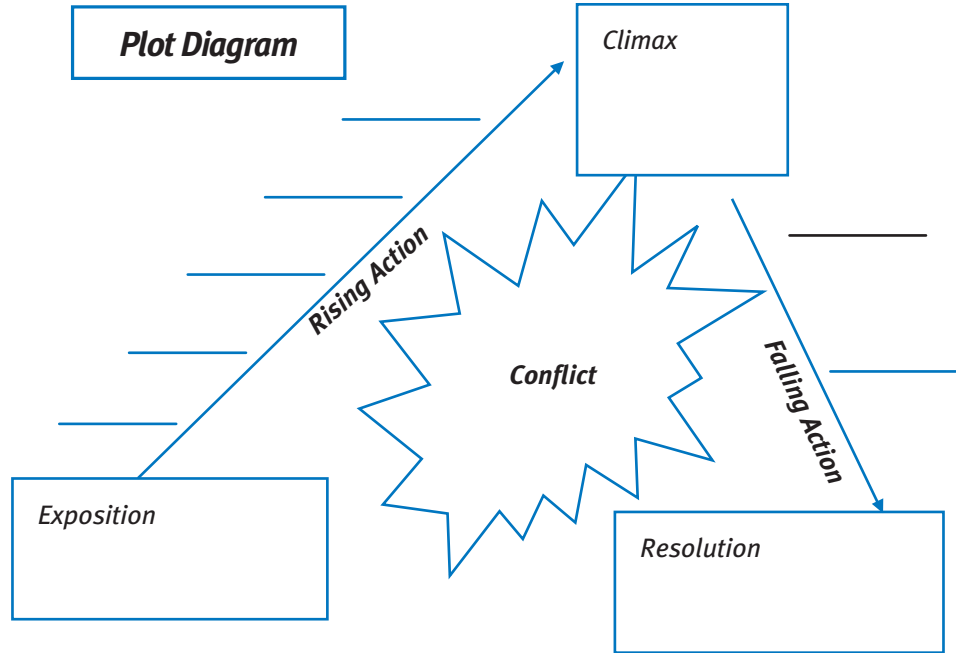 Plot Diagram
Climax
Rising Action
Conflict
Falling Action
Exposition
Resolution